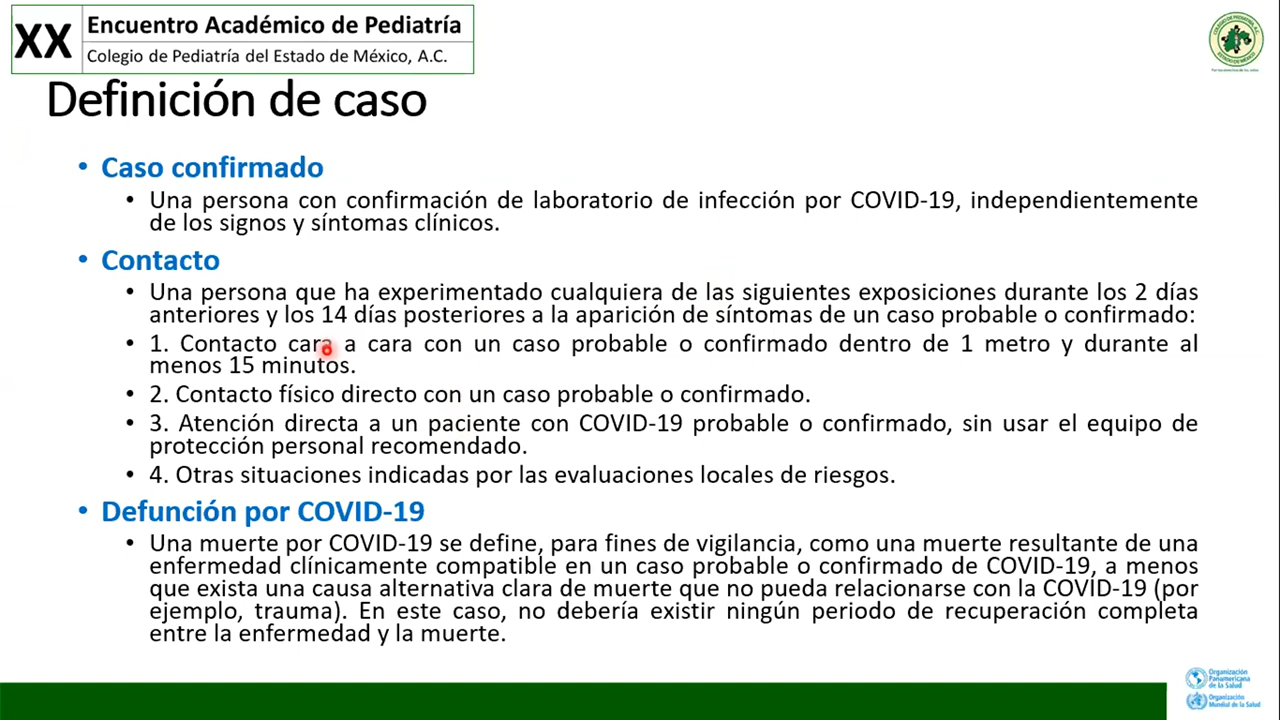 XX
Encuentro Académico de Pediatría
Colegio de Pediatría del Estado de México, A.C.
Definición de caso
• Caso confirmado
• Una persona con confirmación de laboratorio de infección por COVID-19, independientemente
de los signos y síntomas clínicos.
• Contacto
• Una persona que ha experimentado cualquiera de las siguientes exposiciones durante los 2 días
anteriores y los 14 días posteriores a la aparición de síntomas de un caso probable o confirmado:
• 1. Contacto cara a cara con un caso probable o confirmado dentro de 1 metro y durante al
menos 15 minutos.
• 2. Contacto físico directo con un caso probable o confirmado.
• 3. Atención directa a un paciente con COVID-19 probable o confirmado, sin usar el equipo de
protección personal recomendado.
• 4. Otras situaciones indicadas por las evaluaciones locales de riesgos.
• Defunción por COVID-19
• Una muerte por COVID-19 se define, para fines de vigilancia, como una muerte resultante de una
enfermedad clínicamente compatible en un caso probable o confirmado de COVID-19, a menos
que exista una causa alternativa clara de muerte que no pueda relacionarse con la COVID-19 (por
ejemplo, trauma). En este caso, no debería existir ningún periodo de recuperación completa
entre la enfermedad y la muerte.
Organización
Panamericana
de la Salud
Organización
Mundial de la Salud